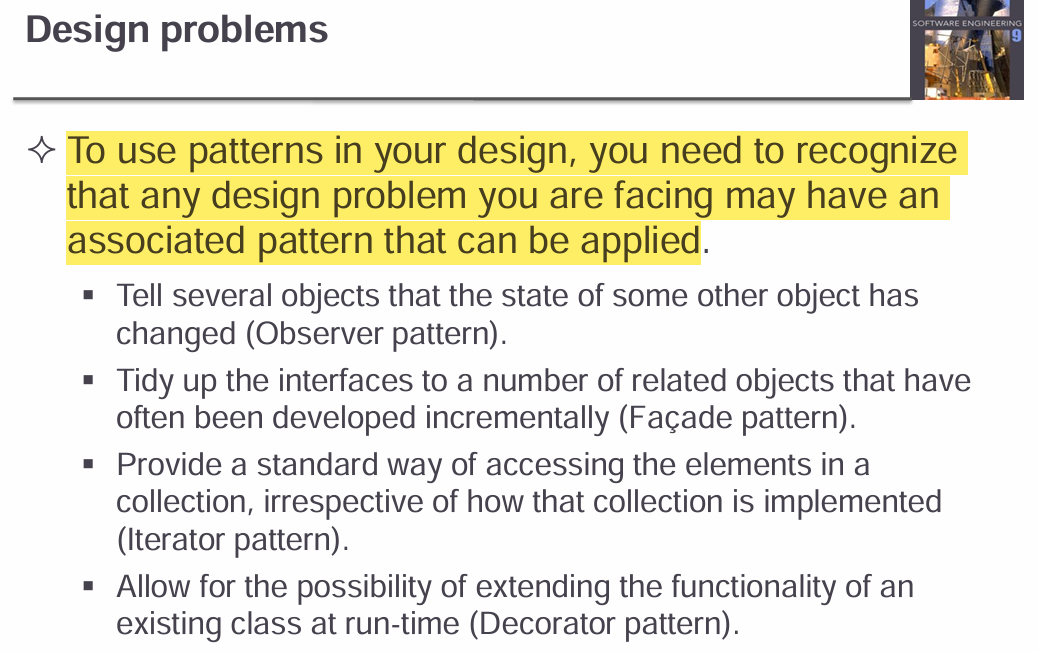 Design problems
SOFTWARE ENGINEERING
9
✧ To use patterns in your design, you need to recognize
that any design problem you are facing may have an
associated pattern that can be applied.
▪ Tell several objects that the state of some other object has
changed (Observer pattern).
▪ Tidy up the interfaces to a number of related objects that have
often been developed incrementally (Façade pattern).
▪ Provide a standard way of accessing the elements in a
collection, irrespective of how that collection is implemented
(Iterator pattern).
▪ Allow for the possibility of extending the functionality of an
existing class at run-time (Decorator pattern).